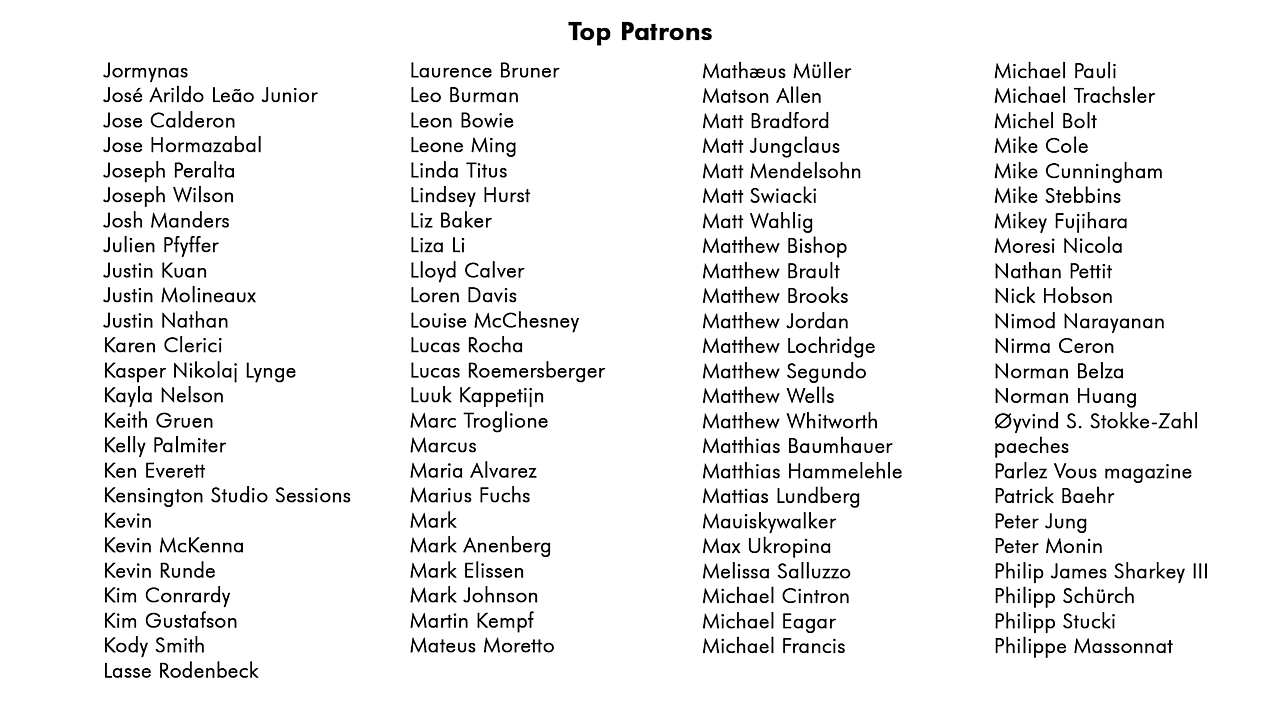 Top Patrons
Jormynas
José Arildo Leão Junior
Jose Calderon
Jose Hormazabal
Joseph Peralta
Joseph Wilson
Josh Manders
Julien Pfyffer
Justin Kuan
Justin Molineaux
Justin Nathan
Karen Clerici
Kasper Nikolaj Lynge
Kayla Nelson
Keith Gruen
Kelly Palmiter
Ken Everett
Kensington Studio Sessions
Kevin
Kevin McKenna
Kevin Runde
Kim Conrardy
Kim Gustafson
Kody Smith
Lasse Rodenbeck
Laurence Bruner
Leo Burman
Leon Bowie
Leone Ming
Linda Titus
Lindsey Hurst
Liz Baker
Liza Li
Lloyd Calver
Loren Davis
Louise McChesney
Lucas Rocha
Lucas Roemersberger
Luuk Kappetijn
Marc Troglione
Marcus
Maria Alvarez
Marius Fuchs
Mark
Mark Anenberg
Mark Elissen
Mark Johnson
Martin Kempf
Mateus Moretto
Mathæus Müller
Matson Allen
Matt Bradford
Matt Jungclaus
Matt Mendelsohn
Matt Swiacki
Matt Wahlig
Matthew Bishop
Matthew Brault
Matthew Brooks
Matthew Jordan
Matthew Lochridge
Matthew Segundo
Matthew Wells
Matthew Whitworth
Matthias Baumhauer
Matthias Hammelehle
Mattias Lundberg
Mauiskywalker
Max Ukropina
Melissa Salluzzo
Michael Cintron
Michael Eagar
Michael Francis
Michael Pauli
Michael Trachsler
Michel Bolt
Mike Cole
Mike Cunningham
Mike Stebbins
Mikey Fujihara
Moresi Nicola
Nathan Pettit
Nick Hobson
Nimod Narayanan
Nirma Ceron
Norman Belza
Norman Huang
Øyvind S. Stokke-Zahl
paeches
Parlez Vous magazine
Patrick Baehr
Peter Jung
Peter Monin
Philip James Sharkey III
Philipp Schürch
Philipp Stucki
Philippe Massonnat